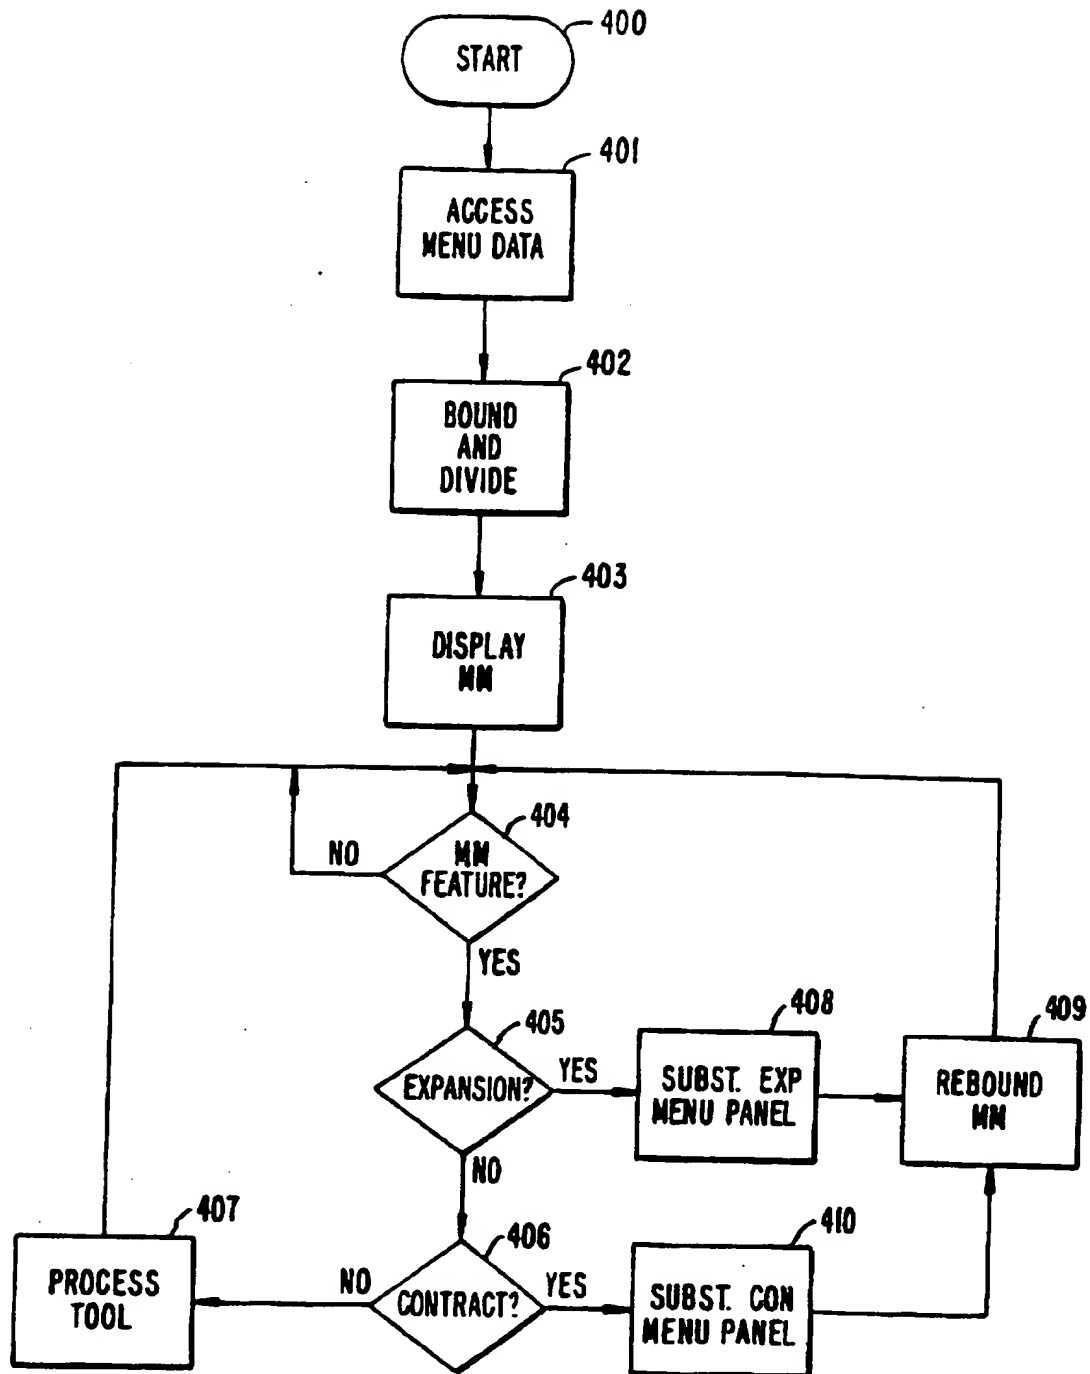 400
START
401
ACCESS
MENU DATA
402
BOUND
AND
DIVIDE
403
DISPLAY
MM
404
NO
MM
FEATURE?
YES
405
EXPANSION?
YES
408
SUBST. EXP
MENU PANEL
409
REBOUND
MM
NO
407
PROCESS
TOOL
NO
406
CONTRACT?
YES
410
SUBST. CON
MENU PANEL